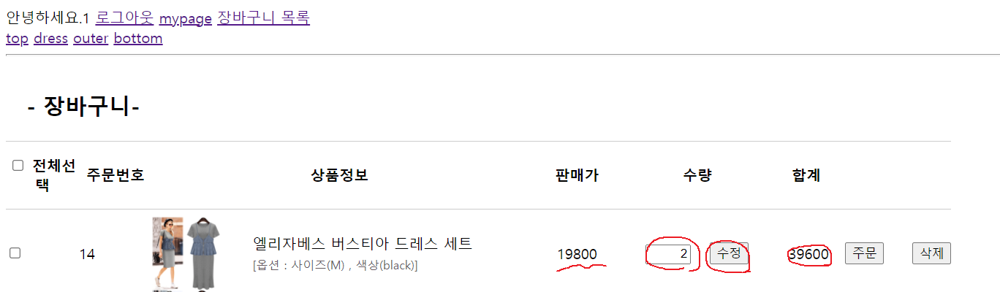 안녕하세요.1 로그아웃 mypage 장바구니 목록
top dress outer bottom
- 장바구니-
전체선택 주문번호 상품정보 판매가 수량 합계
14 엘리자베스 버스티아 드레스 세트 19800 2 수정 39600 주문 삭제
[옵션 : 사이즈(M) , 색상(black)]